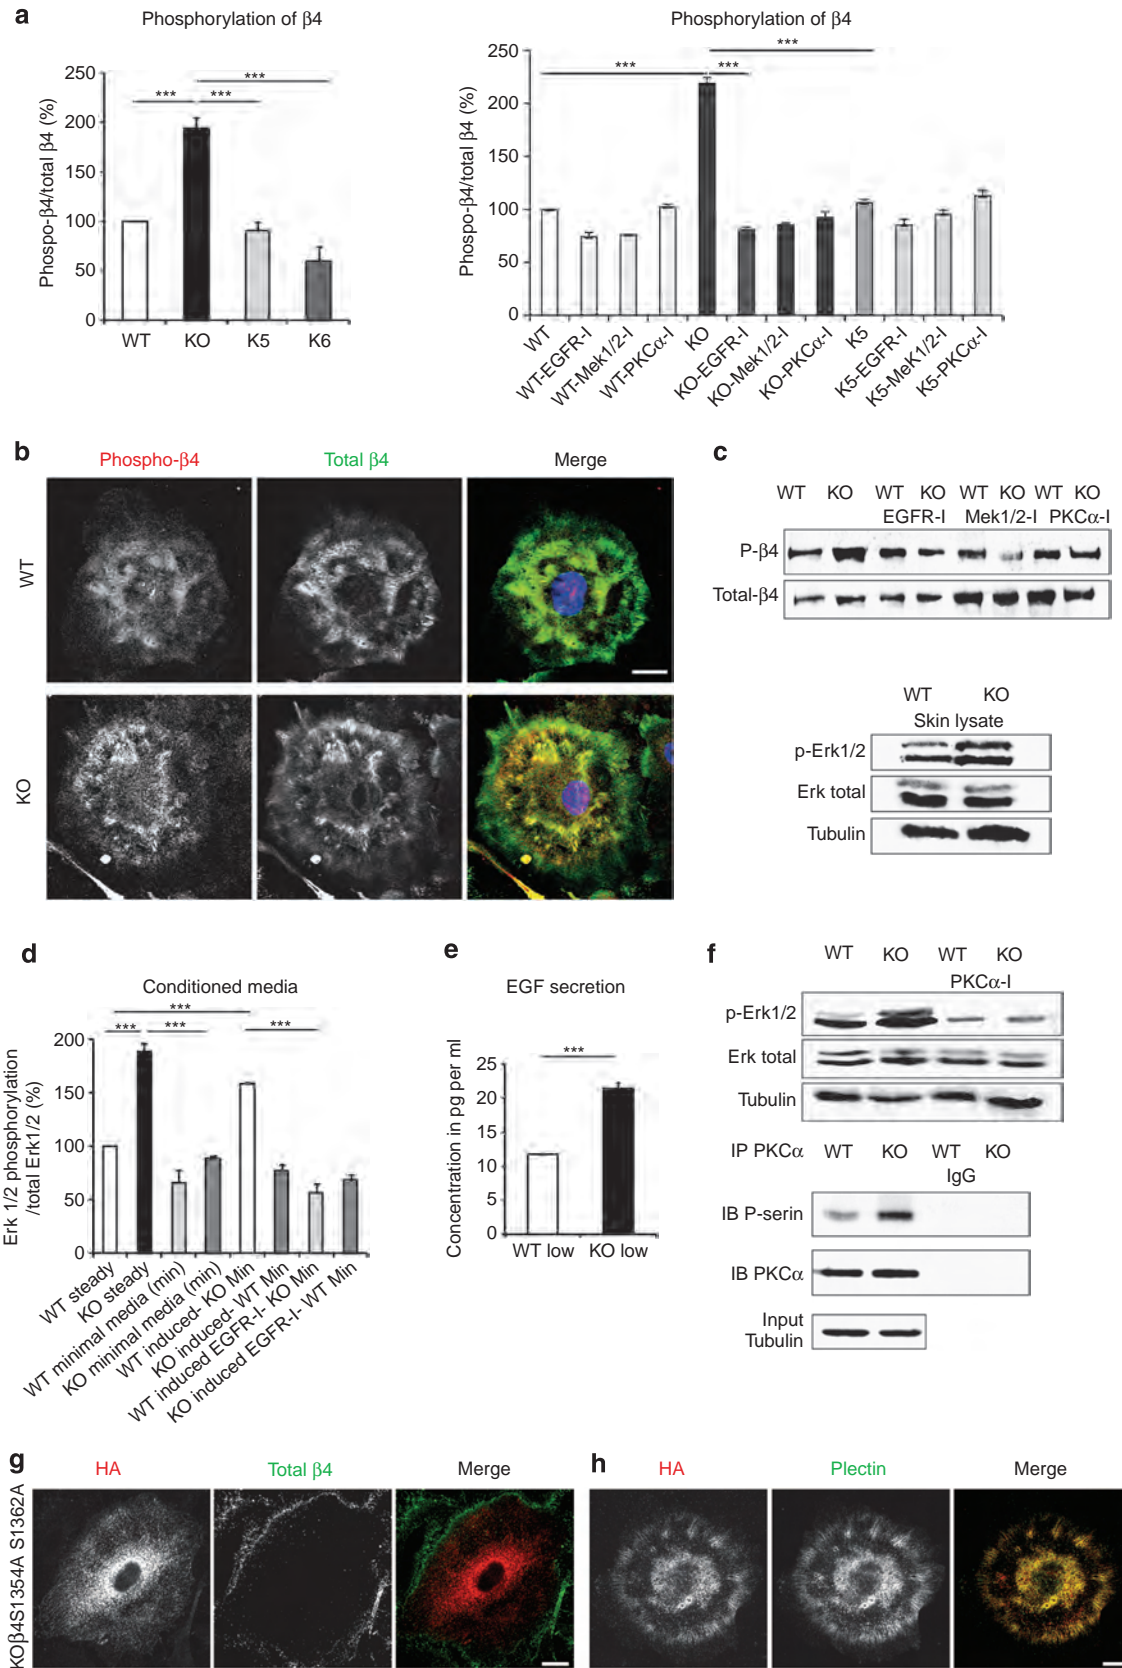 a
Phosphorylation of β4
Phospo-β4/total β4 (%)
250
200
150
100
50
0
*** *** ***
WT KO K5 K6
Phosphorylation of β4
Phospo-β4/total β4 (%)
250
200
150
100
50
0
*** *** ***
WT
WT-EGFR-I
WT-Mek1/2-I
WT-PKCα-I
KO
KO-EGFR-I
KO-Mek1/2-I
KO-PKCα-I
K5
K5-EGFR-I
K5-MeK1/2-I
K5-PKCα-I
b
Phospho-β4 Total β4 Merge
WT
KO
c
WT KO WT KO WT KO WT KO
EGFR-I Mek1/2-I PKCα-I
P-β4
Total-β4
WT KO
Skin lysate
p-Erk1/2
Erk total
Tubulin
d
Conditioned media
Erk 1/2 phosphorylation
/total Erk1/2 (%)
200
150
100
50
0
*** *** *** ***
WT steady
KO steady
WT minimal media (min)
KO minimal media (min)
WT induced- KO Min
KO induced- WT Min
WT induced EGFR-I- KO Min
KO induced EGFR-I- WT Min
e
EGF secretion
Concentration in pg per ml
25
20
15
10
5
0
***
WT low KO low
f
WT KO WT KO
PKCα-I
p-Erk1/2
Erk total
Tubulin
IP PKCα WT KO WT KO
IgG
IB P-serin
IB PKCα
Input
Tubulin
g
HA Total β4 Merge
KOβ4S1354A S1362A
h
HA Plectin Merge